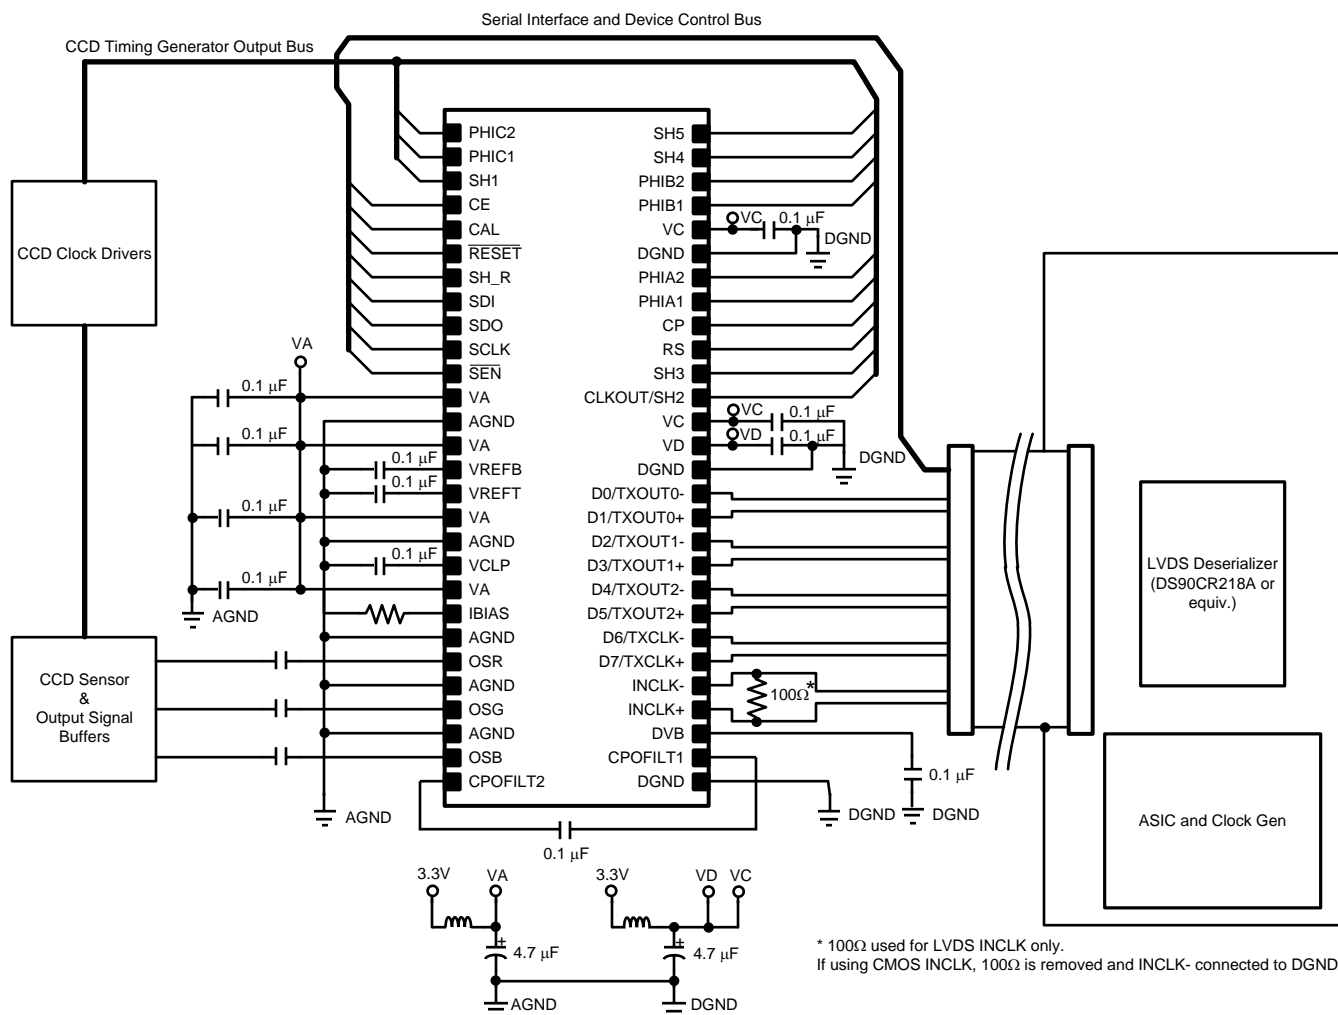 Serial Interface and Device Control Bus
CCD Timing Generator Output Bus
CCD Clock Drivers
PHIC2
PHIC1
SH1
CE
CAL
RESET
SH_R
SDI
SDO
SCLK
SEN
VA
AGND
VA
VREFB
VREFT
VA
AGND
VCLP
VA
IBIAS
AGND
OSR
AGND
OSG
AGND
OSB
CPOFILT2
SH5
SH4
PHIB2
PHIB1
VC
DGND
PHIA2
PHIA1
CP
RS
SH3
CLKOUT/SH2
VC
VD
DGND
D0/TXOUT0-
D1/TXOUT0+
D2/TXOUT1-
D3/TXOUT1+
D4/TXOUT2-
D5/TXOUT2+
D6/TXCLK-
D7/TXCLK+
INCLK-
INCLK+
DVB
CPOFILT1
DGND
VA
0.1 μF
0.1 μF
0.1 μF
0.1 μF
0.1 μF
0.1 μF
0.1 μF
AGND
CCD Sensor
&
Output Signal
Buffers
AGND
VC
0.1 μF
DGND
VC
0.1 μF
VD
0.1 μF
DGND
100Ω*
0.1 μF
DGND
DGND
0.1 μF
LVDS Deserializer
(DS90CR218A or
equiv.)
ASIC and Clock Gen
3.3V
VA
+
4.7 μF
AGND
3.3V
VD
VC
+
4.7 μF
DGND
* 100Ω used for LVDS INCLK only.
If using CMOS INCLK, 100Ω is removed and INCLK- connected to DGND